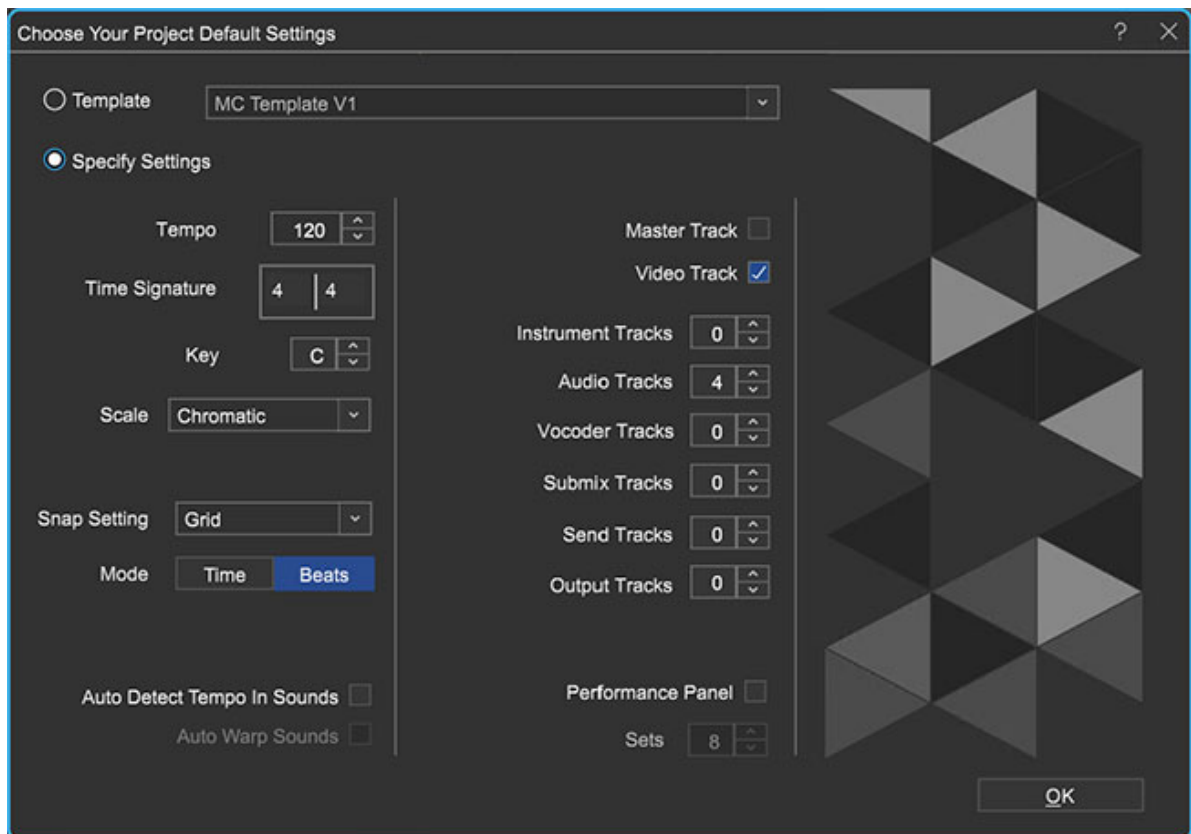 Choose Your Project Default Settings ?
Template MC Template V1
Specify Settings
Tempo 120
Time Signature 4 4
Key C
Scale Chromatic
Snap Setting Grid
Mode Time Beats
Auto Detect Tempo In Sounds
Auto Warp Sounds
Master Track
Video Track
Instrument Tracks 0
Audio Tracks 4
Vocoder Tracks 0
Submix Tracks 0
Send Tracks 0
Output Tracks 0
Performance Panel
Sets 8
OK